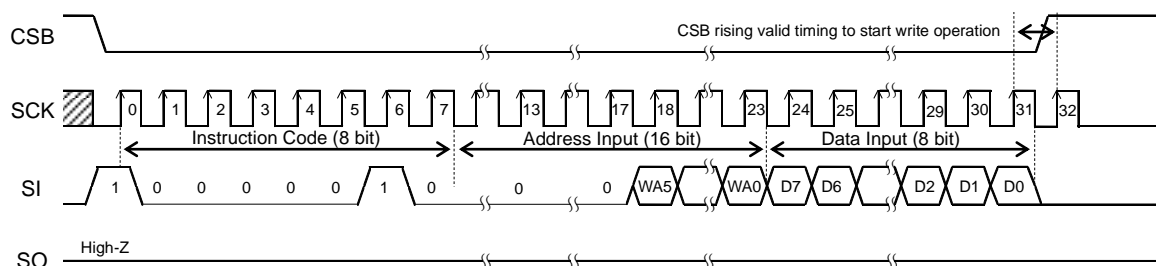 CSB CSB rising valid timing to start write operation
SCK 0 1 2 3 4 5 6 7 13 17 18 23 24 25 29 30 31 32
Instruction Code (8 bit) Address Input (16 bit) Data Input (8 bit)
SI 1 0 0 0 0 0 1 0 0 0 WA5 WA0 D7 D6 D2 D1 D0
High-Z
SO